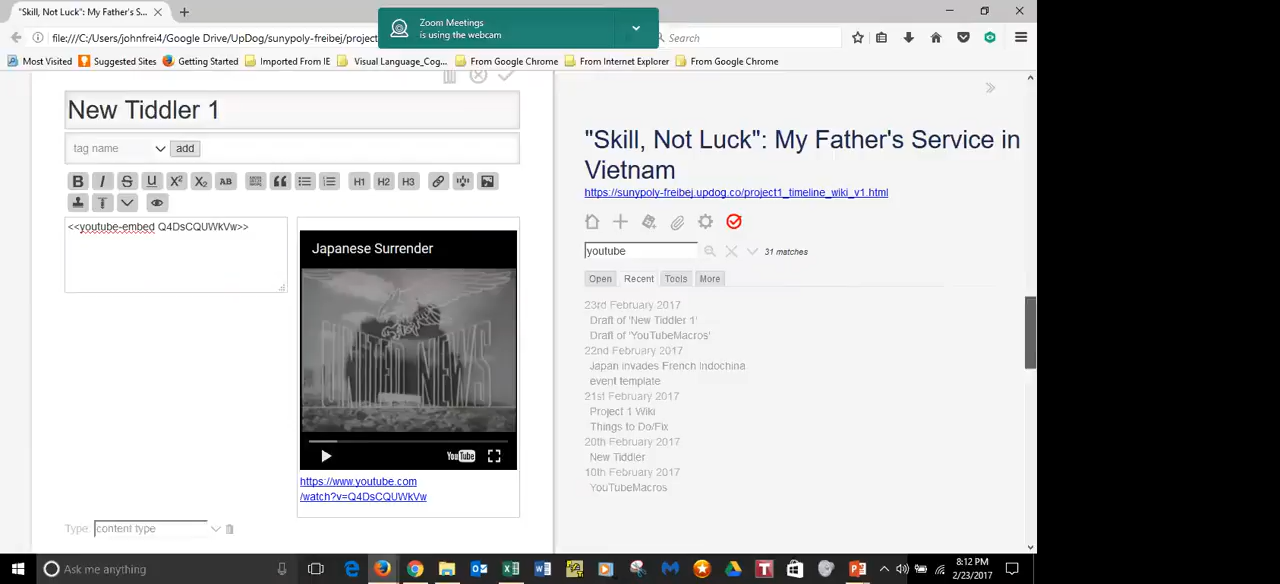 "Skill, Not Luck": My Father's S...
file:///C:/Users/johnfrei4/Google Drive/UpDog/sunypoly-freibej/project
Zoom Meetings
is using the webcam
Search
Most Visited
Suggested Sites
Getting Started
Imported From IE
Visual Language_Cog...
From Google Chrome
From Internet Explorer
From Google Chrome
New Tiddler 1
tag name
add
B I S U X² X₂ AB
H1 H2 H3
<<youtube-embed Q4DsCQUWkVw>>
Japanese Surrender
UNITED NEWS
YouTube
https://www.youtube.com
/watch?v=Q4DsCQUWkVw
Type: content type
"Skill, Not Luck": My Father's Service in
Vietnam
https://sunypoly-freibej.updog.co/project1_timeline_wiki_v1.html
youtube
31 matches
Open Recent Tools More
23rd February 2017
Draft of 'New Tiddler 1'
Draft of 'YouTubeMacros'
22nd February 2017
Japan invades French Indochina
event template
21st February 2017
Project 1 Wiki
Things to Do/Fix
20th February 2017
New Tiddler
10th February 2017
YouTubeMacros
Ask me anything
8:12 PM
2/23/2017